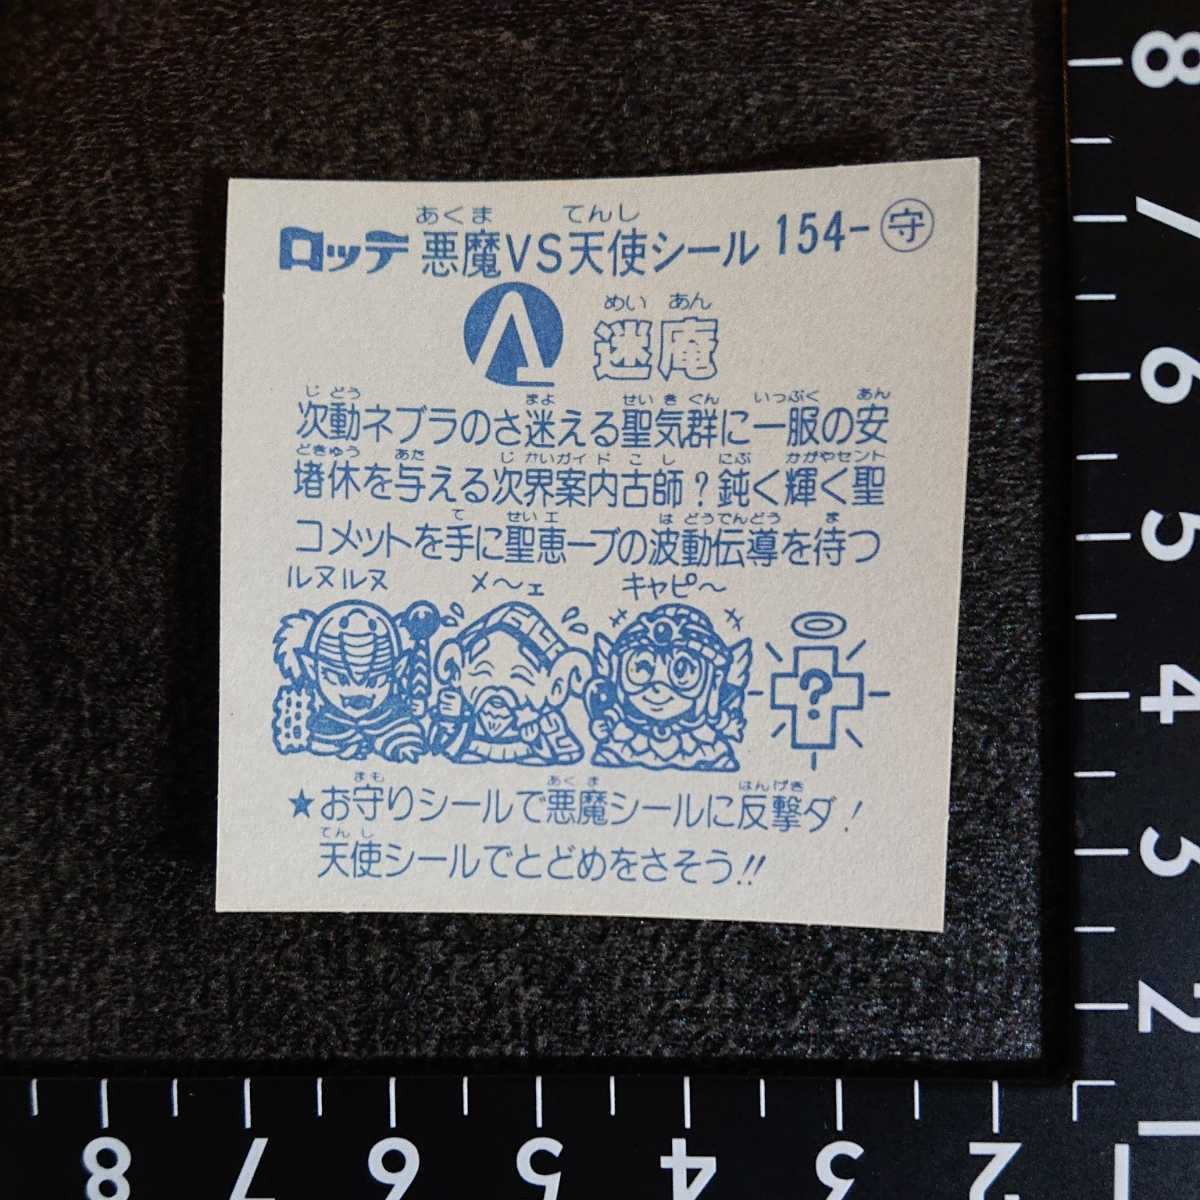 あくま てんし
ロッテ 悪魔VS天使シール 154-守
めい あん
迷庵
じどう まよ せいきぐん いっぷく あん
次動ネブラのさ迷える聖気群に一服の安
どきゅう あた じかいガイドこし にぶ かがやセント
堵休を与える次界案内古師?鈍く輝く聖
て せいエ はどうでんどう ま
コメットを手に聖恵ーブの波動伝導を待つ
ルヌルヌ メ〜ェ キャピ〜
?
まも あくま はんげき
★お守りシールで悪魔シールに反撃ダ!
てんし
天使シールでとどめをさそう!!
8
7
6
5
4
3
2
1
8 7 6 5 4 3 2